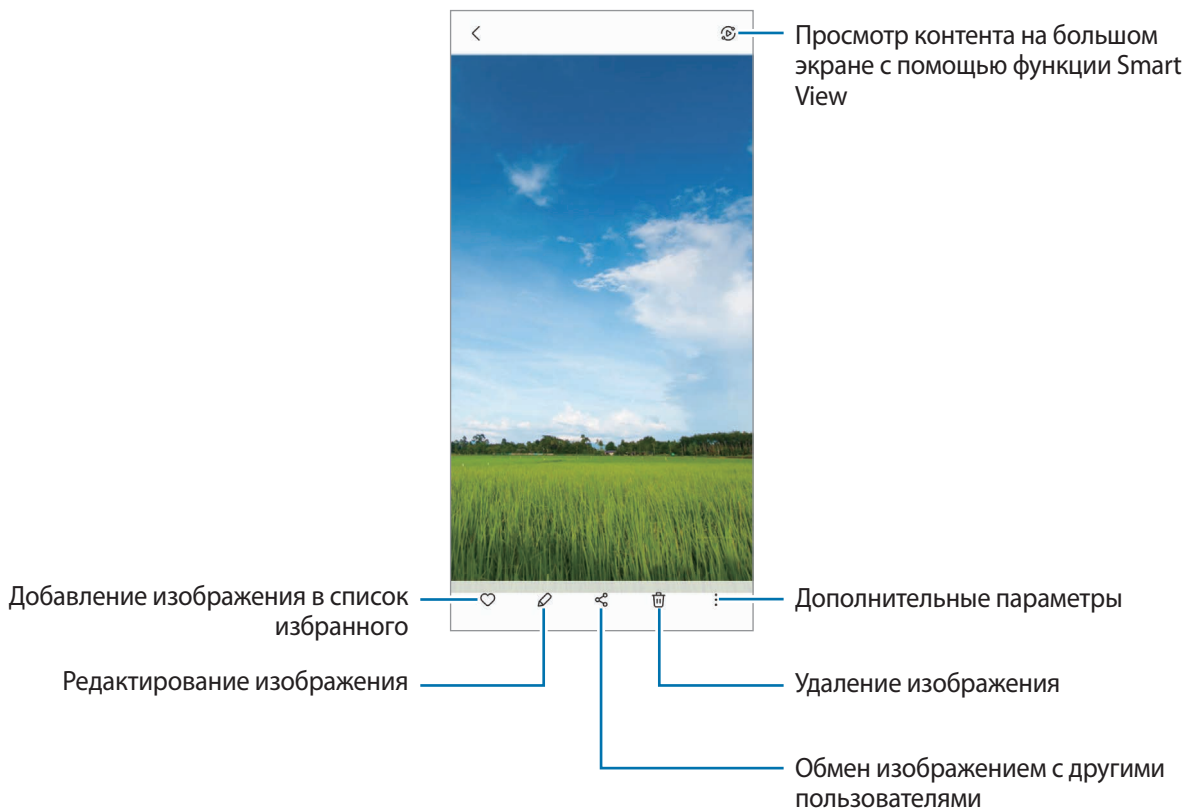 Просмотр контента на большом
экране с помощью функции Smart
View
Добавление изображения в список
избранного
Дополнительные параметры
Редактирование изображения
Удаление изображения
Обмен изображением с другими
пользователями